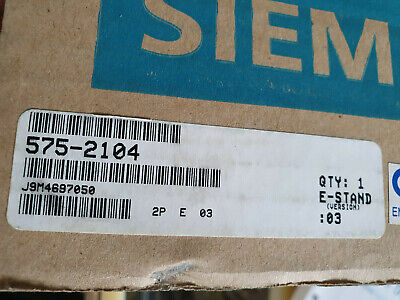 SIEM
575-2104
J9M4697050
2P E 03
QTY: 1
E-STAND
(VERSION)
:03